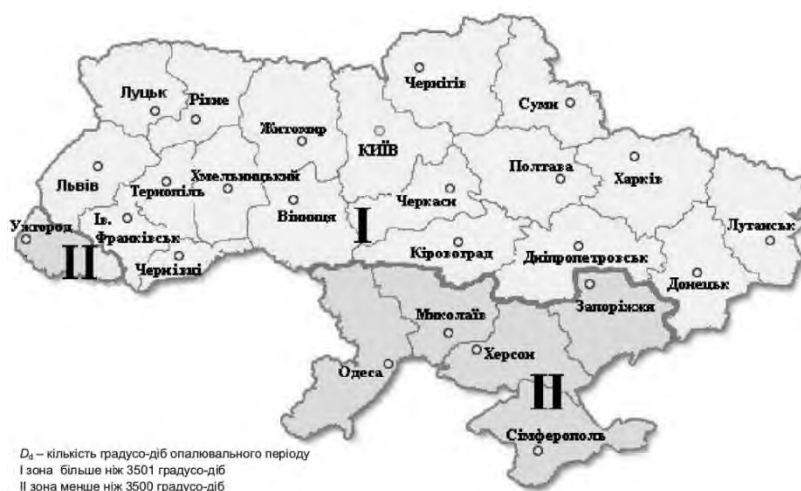 Чернігів
Луцьк
Рівне
Суми
Житомир
КИЇВ
Львів
Тернопіль
Хмельницький
Полтава
Харків
Черкаси
Вінниця
Ужгород
Ів.
Франківськ
I
Луганськ
II
Чернівці
Кіровоград
Дніпропетровськ
Донецьк
Запоріжжя
Миколаїв
Херсон
Одеса
II
Сімферополь
Dd – кількість градусо-діб опалювального періоду
I зона більше ніж 3501 градусо-діб
II зона менше ніж 3500 градусо-діб